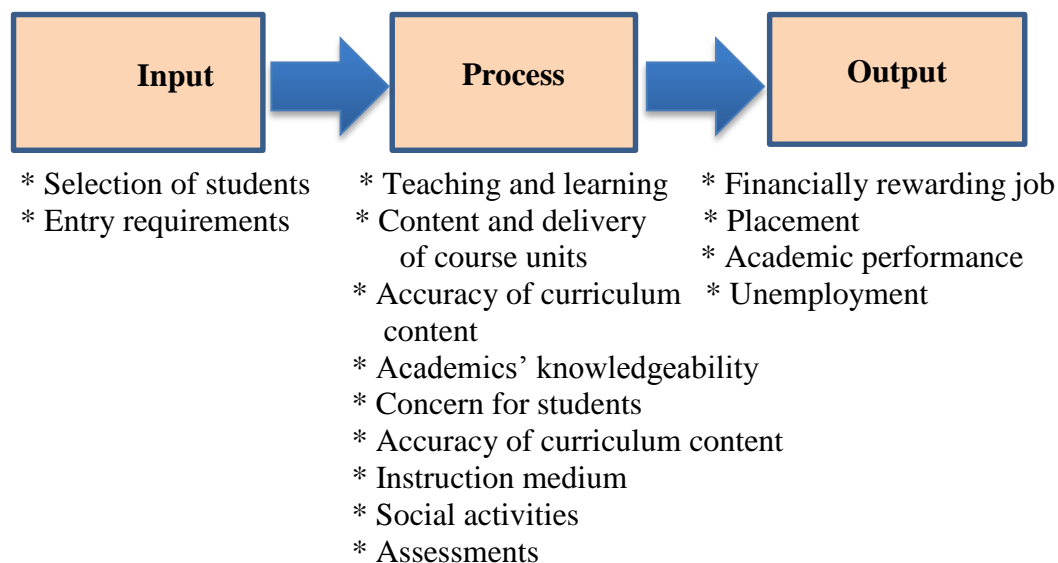 Input
Process
Output
* Selection of students
* Entry requirements
* Teaching and learning
* Content and delivery
of course units
* Accuracy of curriculum
content
* Academics’ knowledgeability
* Concern for students
* Accuracy of curriculum content
* Instruction medium
* Social activities
* Assessments
* Financially rewarding job
* Placement
* Academic performance
* Unemployment